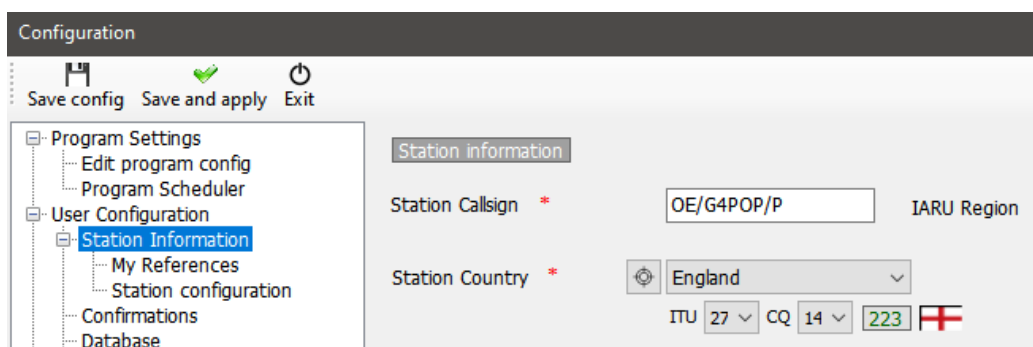 Configuration
Save config Save and apply Exit
Program Settings
Edit program config
Program Scheduler
User Configuration
Station Information
My References
Station configuration
Confirmations
Database
Station information
Station Callsign * OE/G4POP/P IARU Region
Station Country * England
ITU 27 CQ 14 223